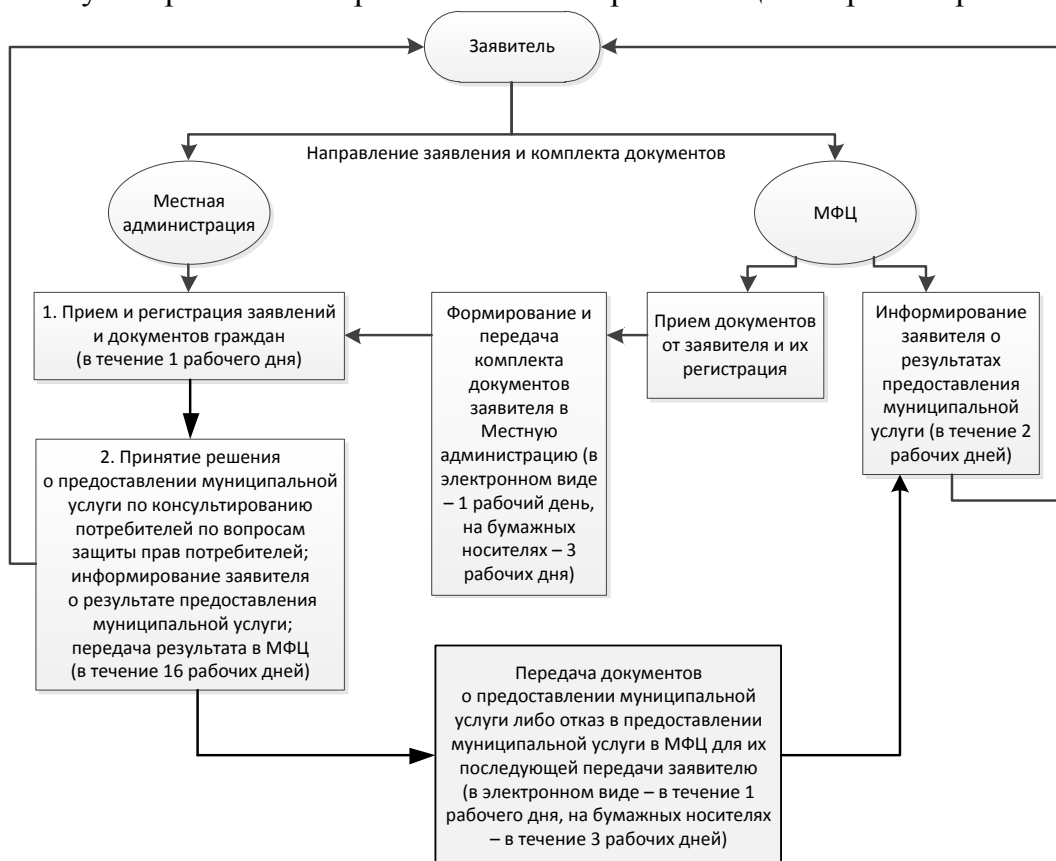 Заявитель
Направление заявления и комплекта документов
Местная
администрация
МФЦ
1. Прием и регистрация заявлений
и документов граждан
(в течение 1 рабочего дня)
Формирование и
передача
комплекта
документов
заявителя в
Местную
администрацию (в
электронном виде
– 1 рабочий день,
на бумажных
носителях – 3
рабочих дня)
Прием документов
от заявителя и их
регистрация
Информирование
заявителя о
результатах
предоставления
муниципальной
услуги (в течение 2
рабочих дней)
2. Принятие решения
о предоставлении муниципальной
услуги по консультированию
потребителей по вопросам
защиты прав потребителей;
информирование заявителя
о результате предоставления
муниципальной услуги;
передача результата в МФЦ
(в течение 16 рабочих дней)
Передача документов
о предоставлении муниципальной
услуги либо отказ в предоставлении
муниципальной услуги в МФЦ для их
последующей передачи заявителю
(в электронном виде – в течение 1
рабочего дня, на бумажных носителях
– в течение 3 рабочих дней)